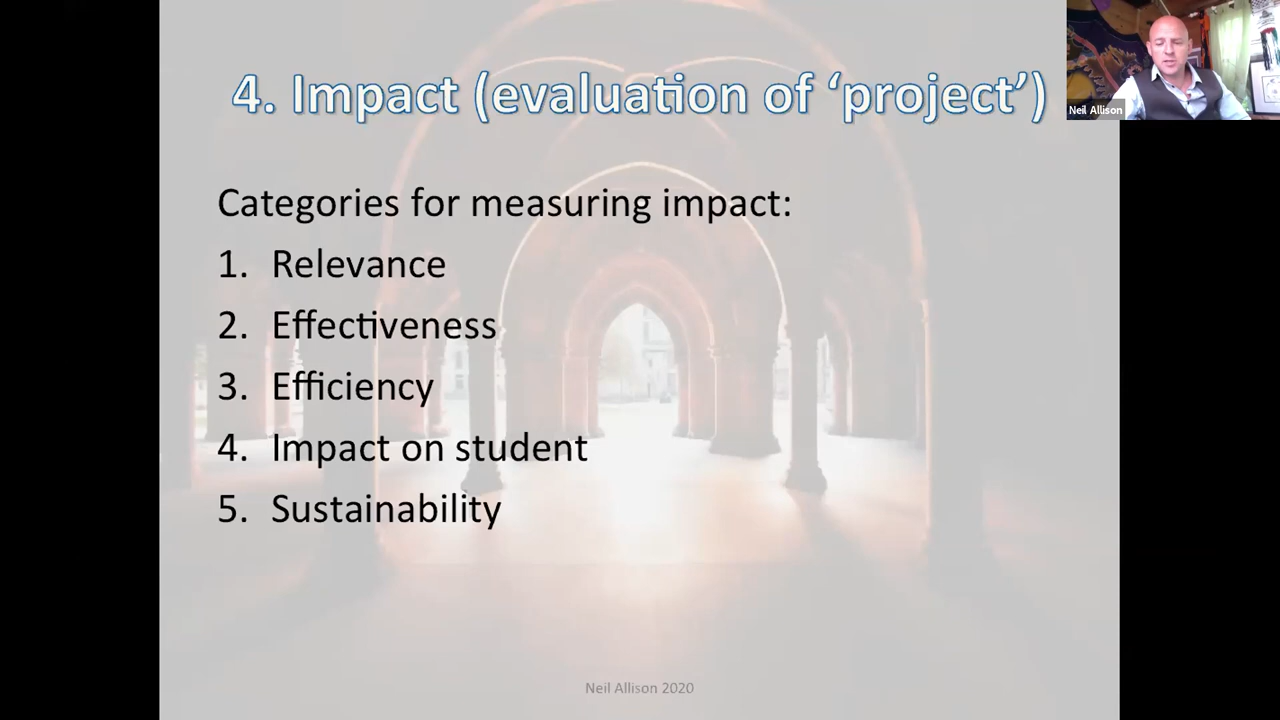 4. Impact (evaluation of ‘project’)
Neil Allison
Categories for measuring impact:
1. Relevance
2. Effectiveness
3. Efficiency
4. Impact on student
5. Sustainability
Neil Allison 2020